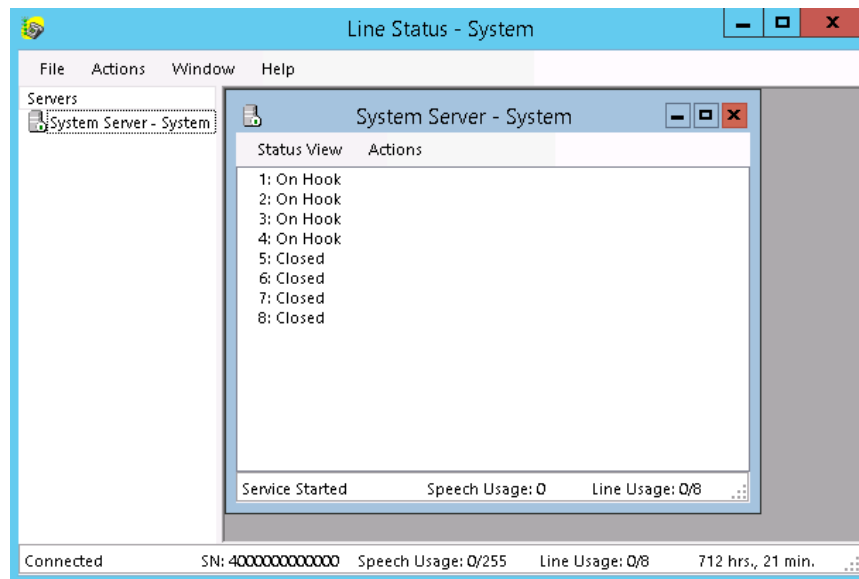 Line Status - System
File Actions Window Help
Servers
System Server - System
System Server - System
Status View Actions
1: On Hook
2: On Hook
3: On Hook
4: On Hook
5: Closed
6: Closed
7: Closed
8: Closed
Service Started Speech Usage: 0 Line Usage: 0/8
Connected SN: 4000000000000 Speech Usage: 0/255 Line Usage: 0/8 712 hrs., 21 min.